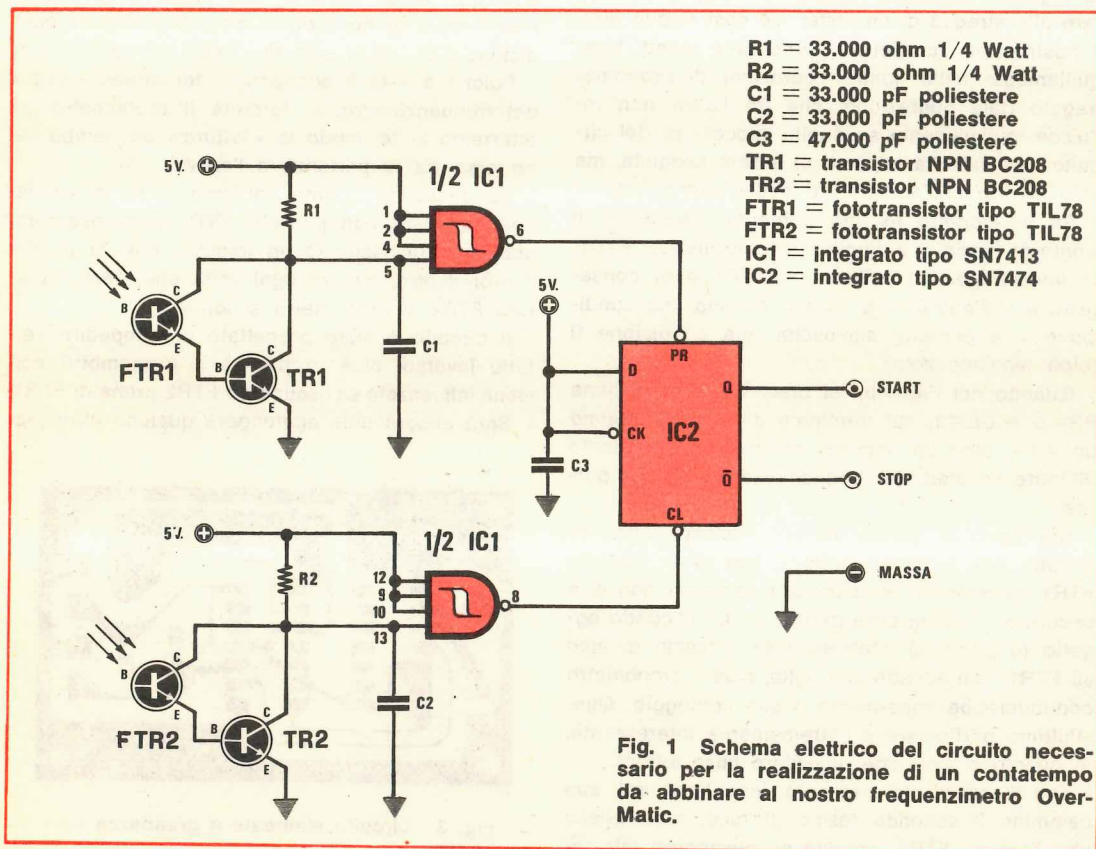 R1 = 33.000 ohm 1/4 Watt
R2 = 33.000 ohm 1/4 Watt
C1 = 33.000 pF poliestere
C2 = 33.000 pF poliestere
C3 = 47.000 pF poliestere
TR1 = transistor NPN BC208
TR2 = transistor NPN BC208
FTR1 = fototransistor tipo TIL78
FTR2 = fototransistor tipo TIL78
IC1 = integrato tipo SN7413
IC2 = integrato tipo SN7474
5V.
1/2 IC1
R1
1
2
4
5
6
B
C
E
FTR1
B
C
E
TR1
C1
5V.
D
PR
CK
IC2
Q
Q̅
CL
C3
START
STOP
MASSA
5V.
1/2 IC1
R2
12
9
10
13
8
B
C
E
FTR2
B
C
E
TR2
C2
Fig. 1 Schema elettrico del circuito neces-
sario per la realizzazione di un contatempo
da abbinare al nostro frequenzimetro Over-
Matic.